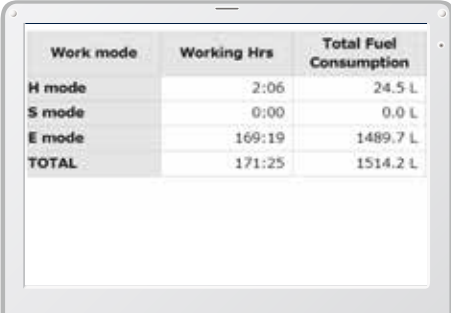 Work mode Working Hrs Total Fuel
Consumption
H mode 2:06 24.5 L
S mode 0:00 0.0 L
E mode 169:19 1489.7 L
TOTAL 171:25 1514.2 L